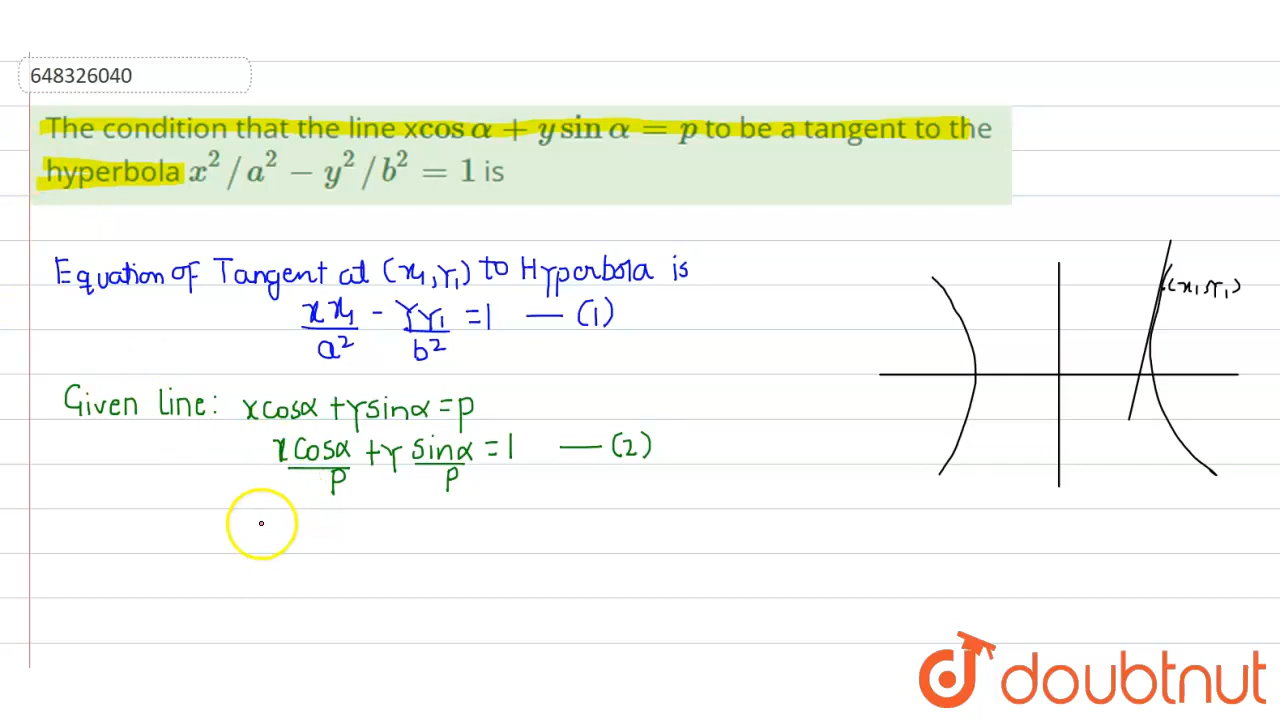 648326040
The condition that the line xcos α + y sin α = p to be a tangent to the
hyperbola x² / a² − y² / b² = 1 is
Equation of Tangent at (x₁, y₁) to Hyperbola is
xx₁/a² - yy₁/b² = 1 — (1)
(x₁, y₁)
Given Line: xcosα + ysinα = p
x cosα/p + y sinα/p = 1 — (2)
doubtnut